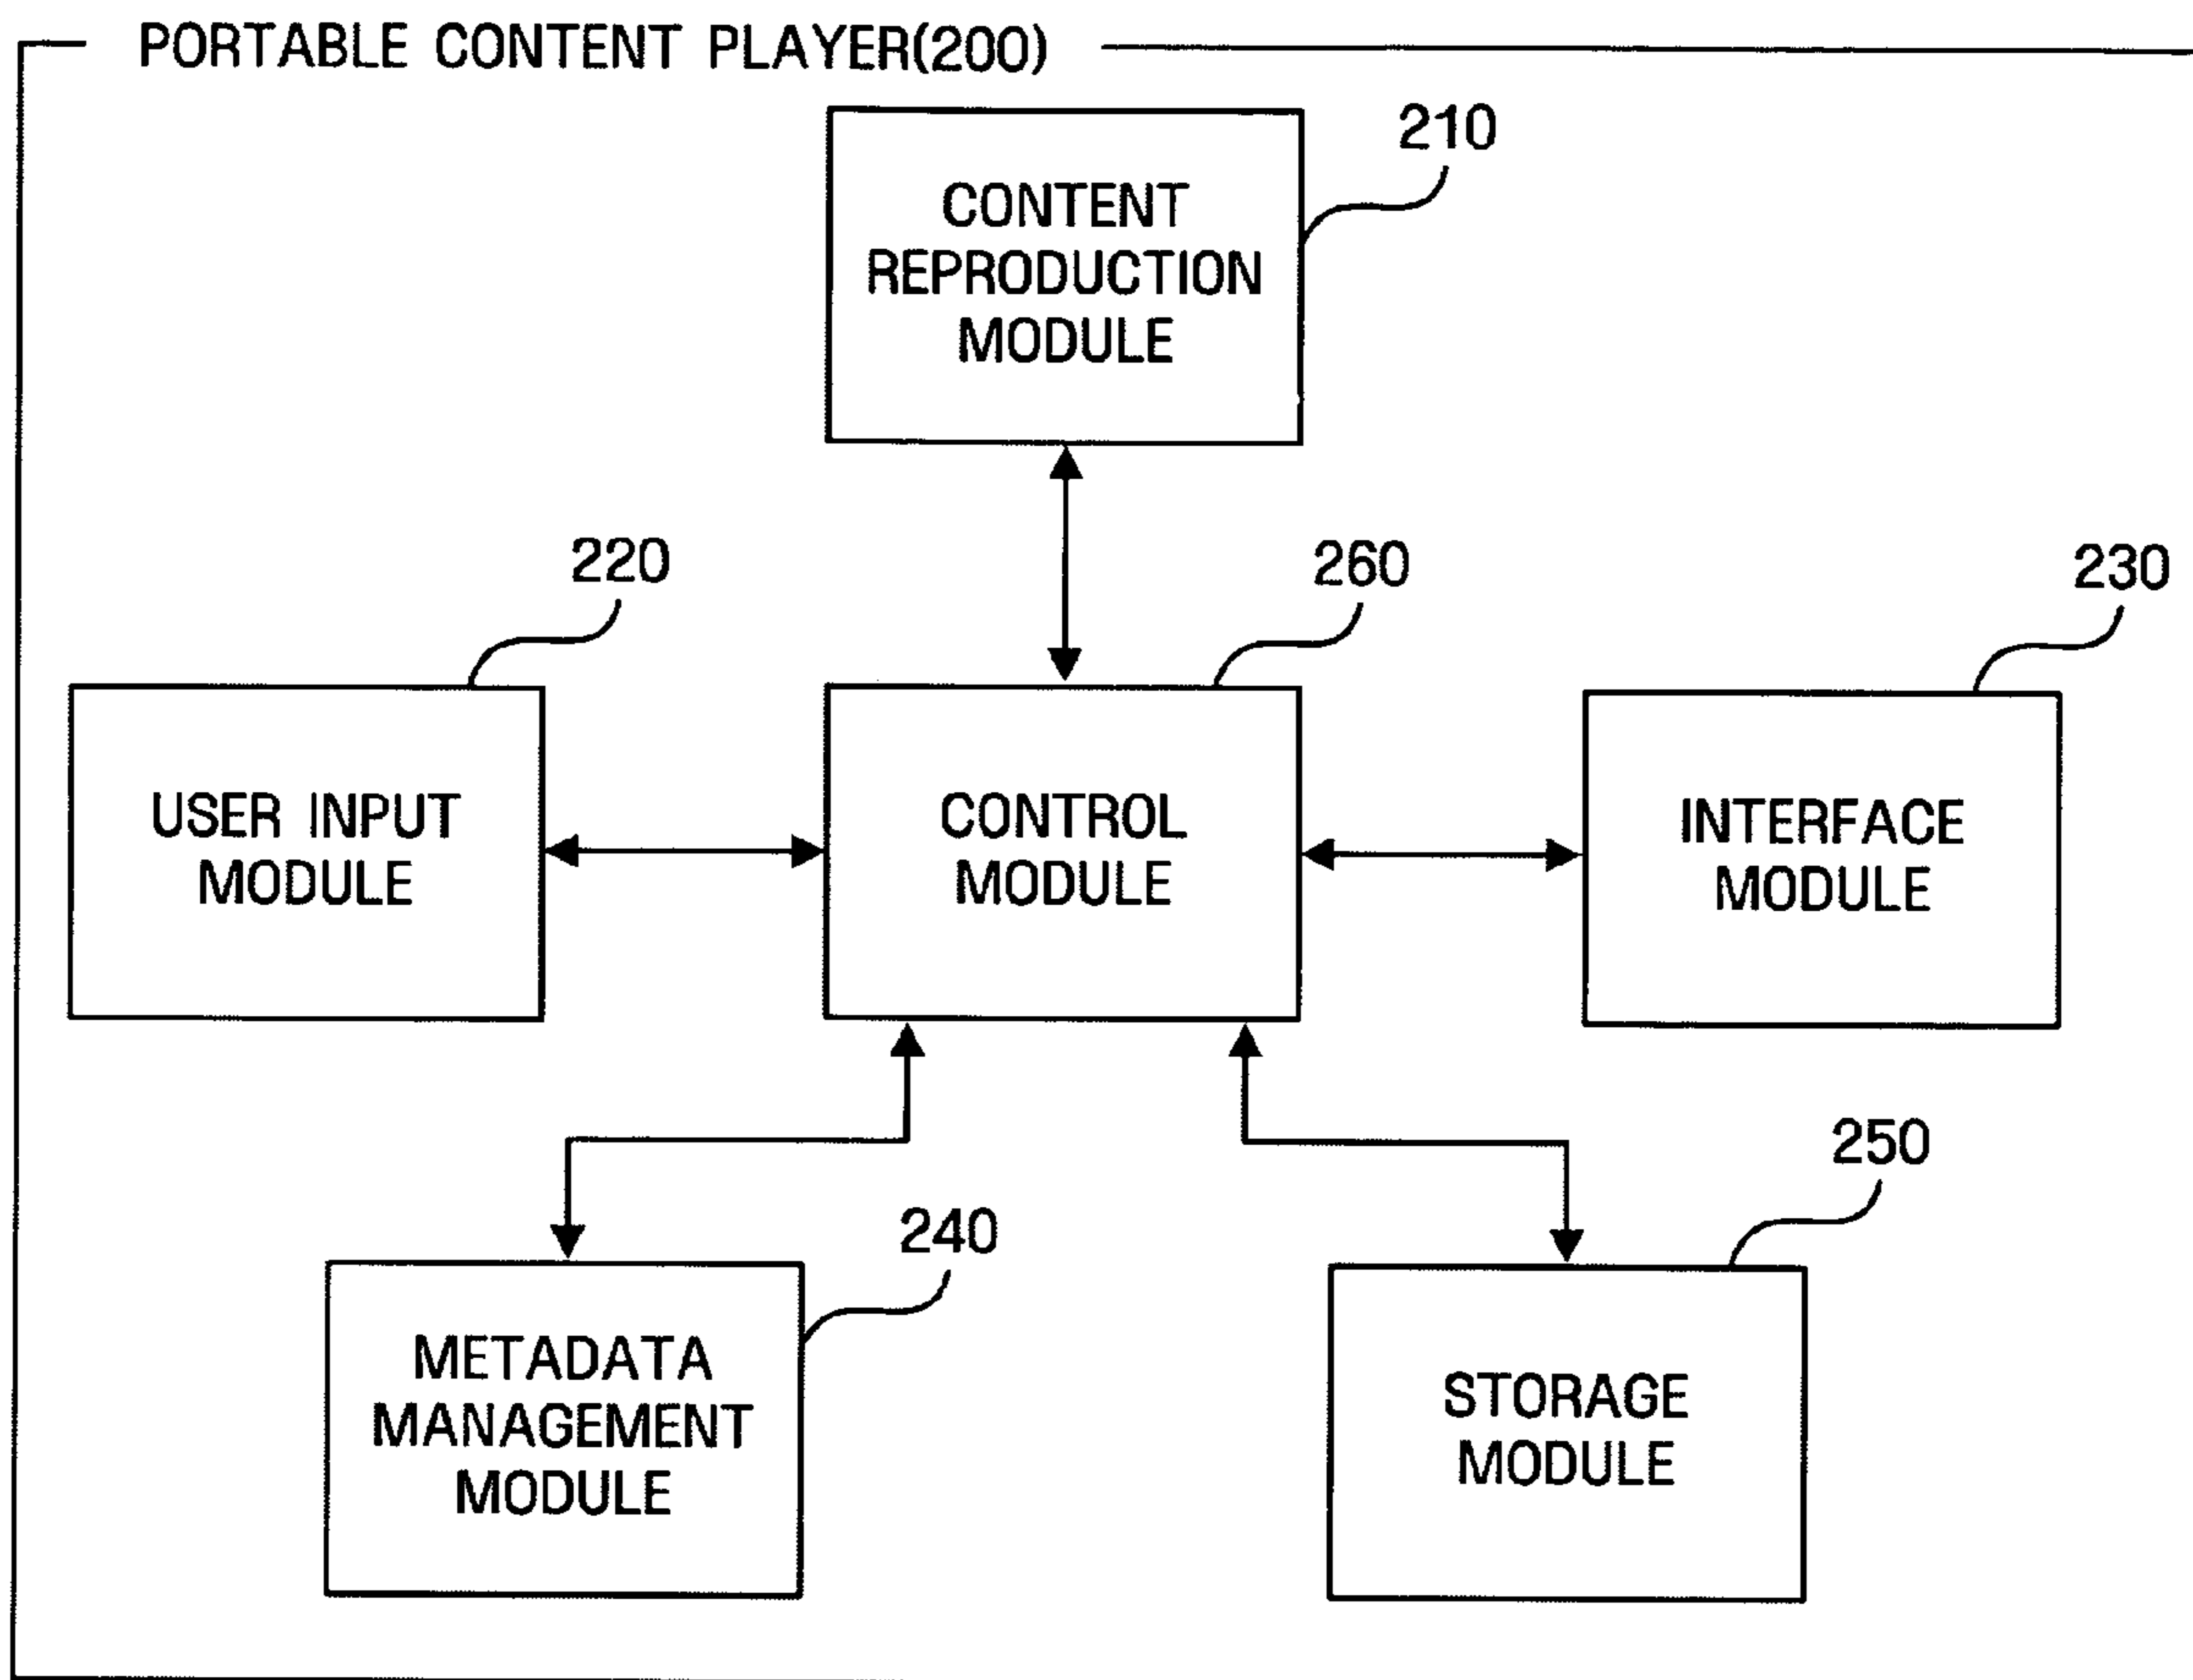 PORTABLE CONTENT PLAYER(200)
210
CONTENT
REPRODUCTION
MODULE
220
260
230
USER INPUT
MODULE
CONTROL
MODULE
INTERFACE
MODULE
240
250
METADATA
MANAGEMENT
MODULE
STORAGE
MODULE